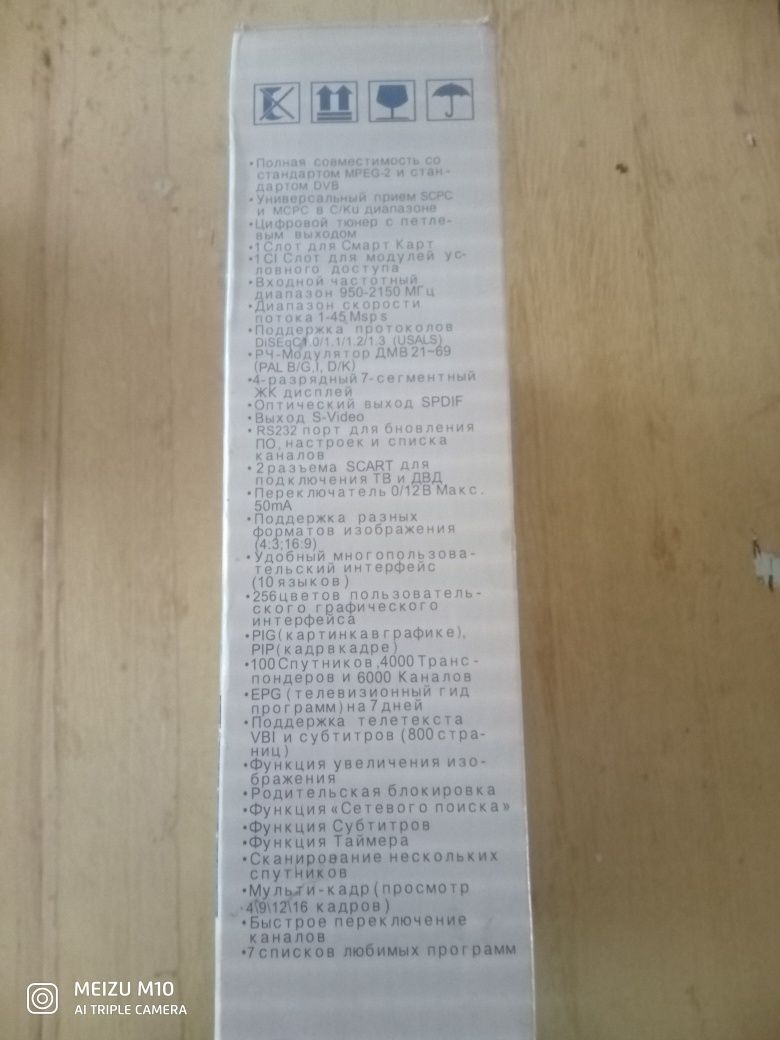 •Полная совместимость со
стандартом MPEG-2 и стан-
дартом DVB
•Универсальный прием SCPC
и MCPC в C/Ku диапазоне
•Цифровой тюнер с петле-
вым выходом
•1Слот для Смарт Карт
•1CI Слот для модулей ус-
ловного доступа
•Входной частотный
диапазон 950-2150 МГц
•Диапазон скорости
потока 1-45 Msps
•Поддержка протоколов
DiSEqC1.0/1.1/1.2/1.3 (USALS)
•РЧ-Модулятор ДМВ 21~69
(PAL B/G,I, D/K)
•4-разрядный 7-сегментный
ЖК дисплей
•Оптический выход SPDIF
•Выход S-Video
•RS232 порт для бновления
ПО, настроек и списка
каналов
•2 разъема SCART для
подключения ТВ и ДВД
•Переключатель 0/12В Макс.
50mA
•Поддержка разных
форматов изображения
(4:3;16:9)
•Удобный многопользова-
тельский интерфейс
(10 языков)
•256цветов пользователь-
ского графического
интерфейса
•PIG(картинкавграфике),
PIP(кадрвкадре)
•100Спутников,4000Транс-
пондеров и 6000 Каналов
•EPG (телевизионный гид
программ)на 7дней
•Поддержка телетекста
VBI и субтитров (800стра-
ниц)
•Функция увеличения изо-
бражения
•Родительская блокировка
•Функция «Сетевого поиска»
•Функция Субтитров
•Функция Таймера
•Сканирование нескольких
спутников
•Мульти-кадр(просмотр
4\9\12\16 кадров)
•Быстрое переключение
каналов
•7списков любимых программ
MEIZU M10
AI TRIPLE CAMERA